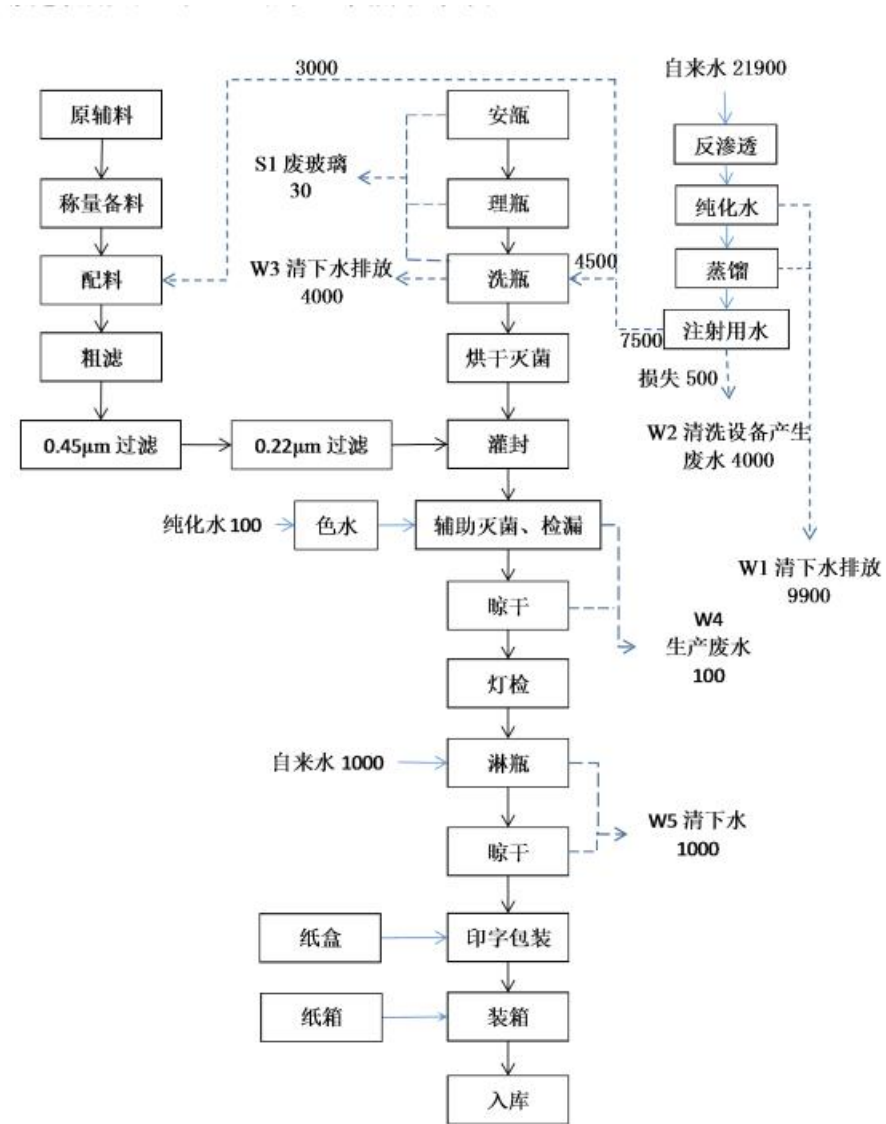 3000
自来水 21900
原辅料
安瓿
反渗透
S1 废玻璃
30
称量备料
理瓶
纯化水
W3 清下水排放
4000
配料
洗瓶
4500
蒸馏
粗滤
烘干灭菌
7500
注射用水
损失 500
0.45μm 过滤
0.22μm 过滤
灌封
W2 清洗设备产生
废水 4000
纯化水 100
色水
辅助灭菌、检漏
W1 清下水排放
9900
晾干
W4
生产废水
100
灯检
自来水 1000
淋瓶
W5 清下水
1000
晾干
纸盒
印字包装
纸箱
装箱
入库